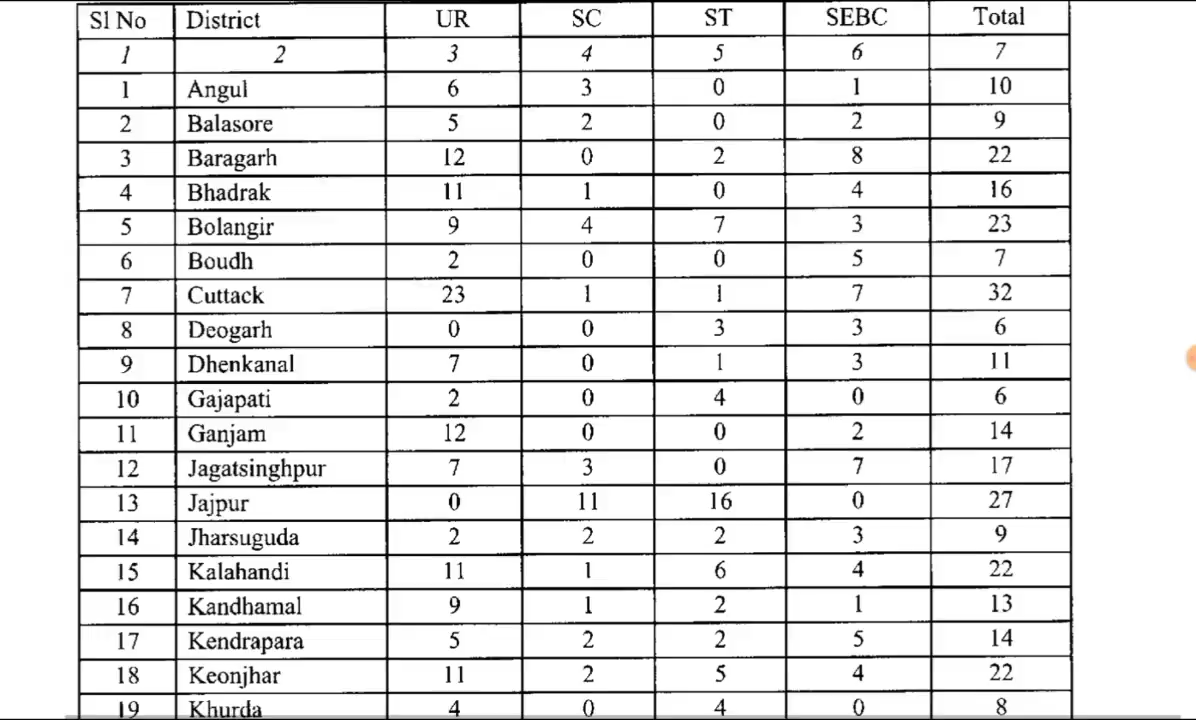 Sl No District UR SC ST SEBC Total
1 2 3 4 5 6 7
1 Angul 6 3 0 1 10
2 Balasore 5 2 0 2 9
3 Baragarh 12 0 2 8 22
4 Bhadrak 11 1 0 4 16
5 Bolangir 9 4 7 3 23
6 Boudh 2 0 0 5 7
7 Cuttack 23 1 1 7 32
8 Deogarh 0 0 3 3 6
9 Dhenkanal 7 0 1 3 11
10 Gajapati 2 0 4 0 6
11 Ganjam 12 0 0 2 14
12 Jagatsinghpur 7 3 0 7 17
13 Jajpur 0 11 16 0 27
14 Jharsuguda 2 2 2 3 9
15 Kalahandi 11 1 6 4 22
16 Kandhamal 9 1 2 1 13
17 Kendrapara 5 2 2 5 14
18 Keonjhar 11 2 5 4 22
19 Khurda 4 0 4 0 8